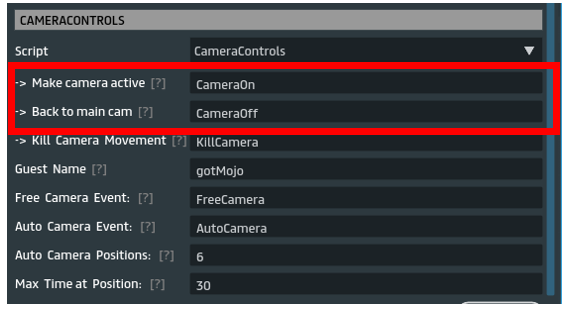 CAMERACONTROLS
Script CameraControls
-> Make camera active [?] CameraOn
-> Back to main cam [?] CameraOff
-> Kill Camera Movement [?] KillCamera
Guest Name [?] gotMojo
Free Camera Event: [?] FreeCamera
Auto Camera Event: [?] AutoCamera
Auto Camera Positions: [?] 6
Max Time at Position: [?] 30